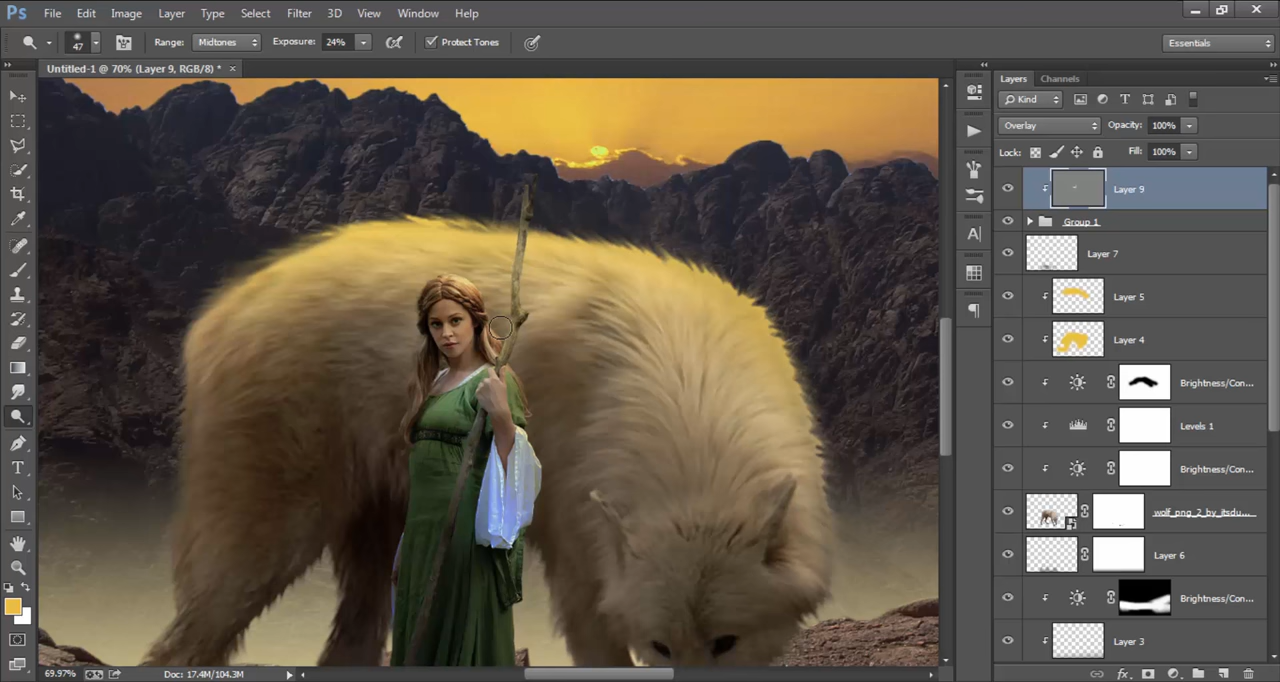 Ps File Edit Image Layer Type Select Filter 3D View Window Help
47 Range: Midtones Exposure: 24% Protect Tones Essentials
Untitled-1 @ 70% (Layer 9, RGB/8) * ×
Layers Channels
Kind T
Overlay Opacity: 100%
Lock: Fill: 100%
Layer 9
Group 1
Layer 7
Layer 5
Layer 4
Brightness/Con...
Levels 1
Brightness/Con...
wolf_png_2_by_itsdu...
Layer 6
Brightness/Con...
Layer 3
69.97% Doc: 17.4M/104.3M